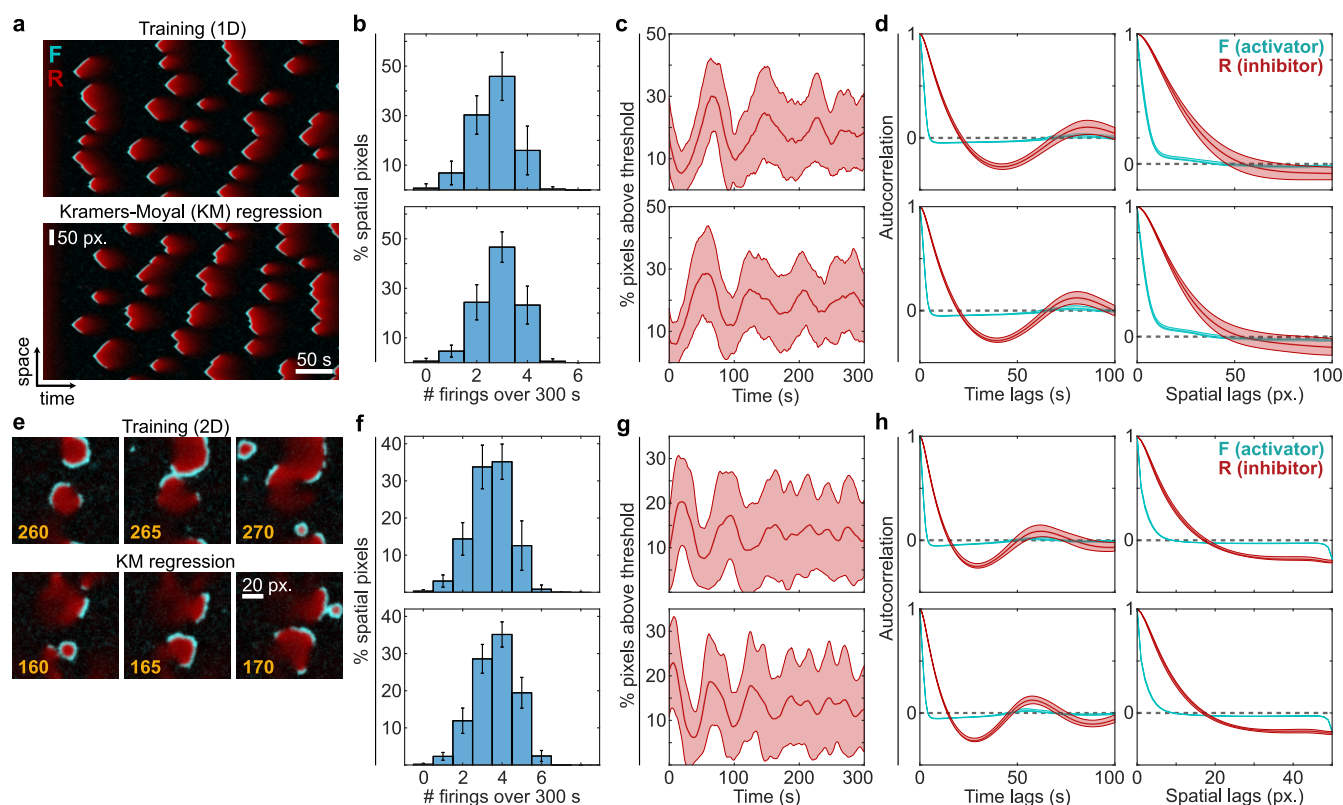 a
Training (1D)
F
R
Kramers-Moyal (KM) regression
50 px.
50 s
space
time
b
% spatial pixels
50
30
10
50
30
10
0 2 4 6
# firings over 300 s
c
% pixels above threshold
50
30
10
50
30
10
0 100 200 300
Time (s)
d
Autocorrelation
1
0
1
0
0 50 100
Time lags (s)
1
F (activator)
R (inhibitor)
0
1
0
0 50 100
Spatial lags (px.)
e
Training (2D)
260 265 270
KM regression
20 px.
160 165 170
f
% spatial pixels
40
30
20
10
40
30
20
10
0 2 4 6
# firings over 300 s
g
% pixels above threshold
30
10
30
10
0 100 200 300
Time (s)
h
Autocorrelation
1
0
1
0
0 50 100
Time lags (s)
1
F (activator)
R (inhibitor)
0
1
0
0 20 40
Spatial lags (px.)